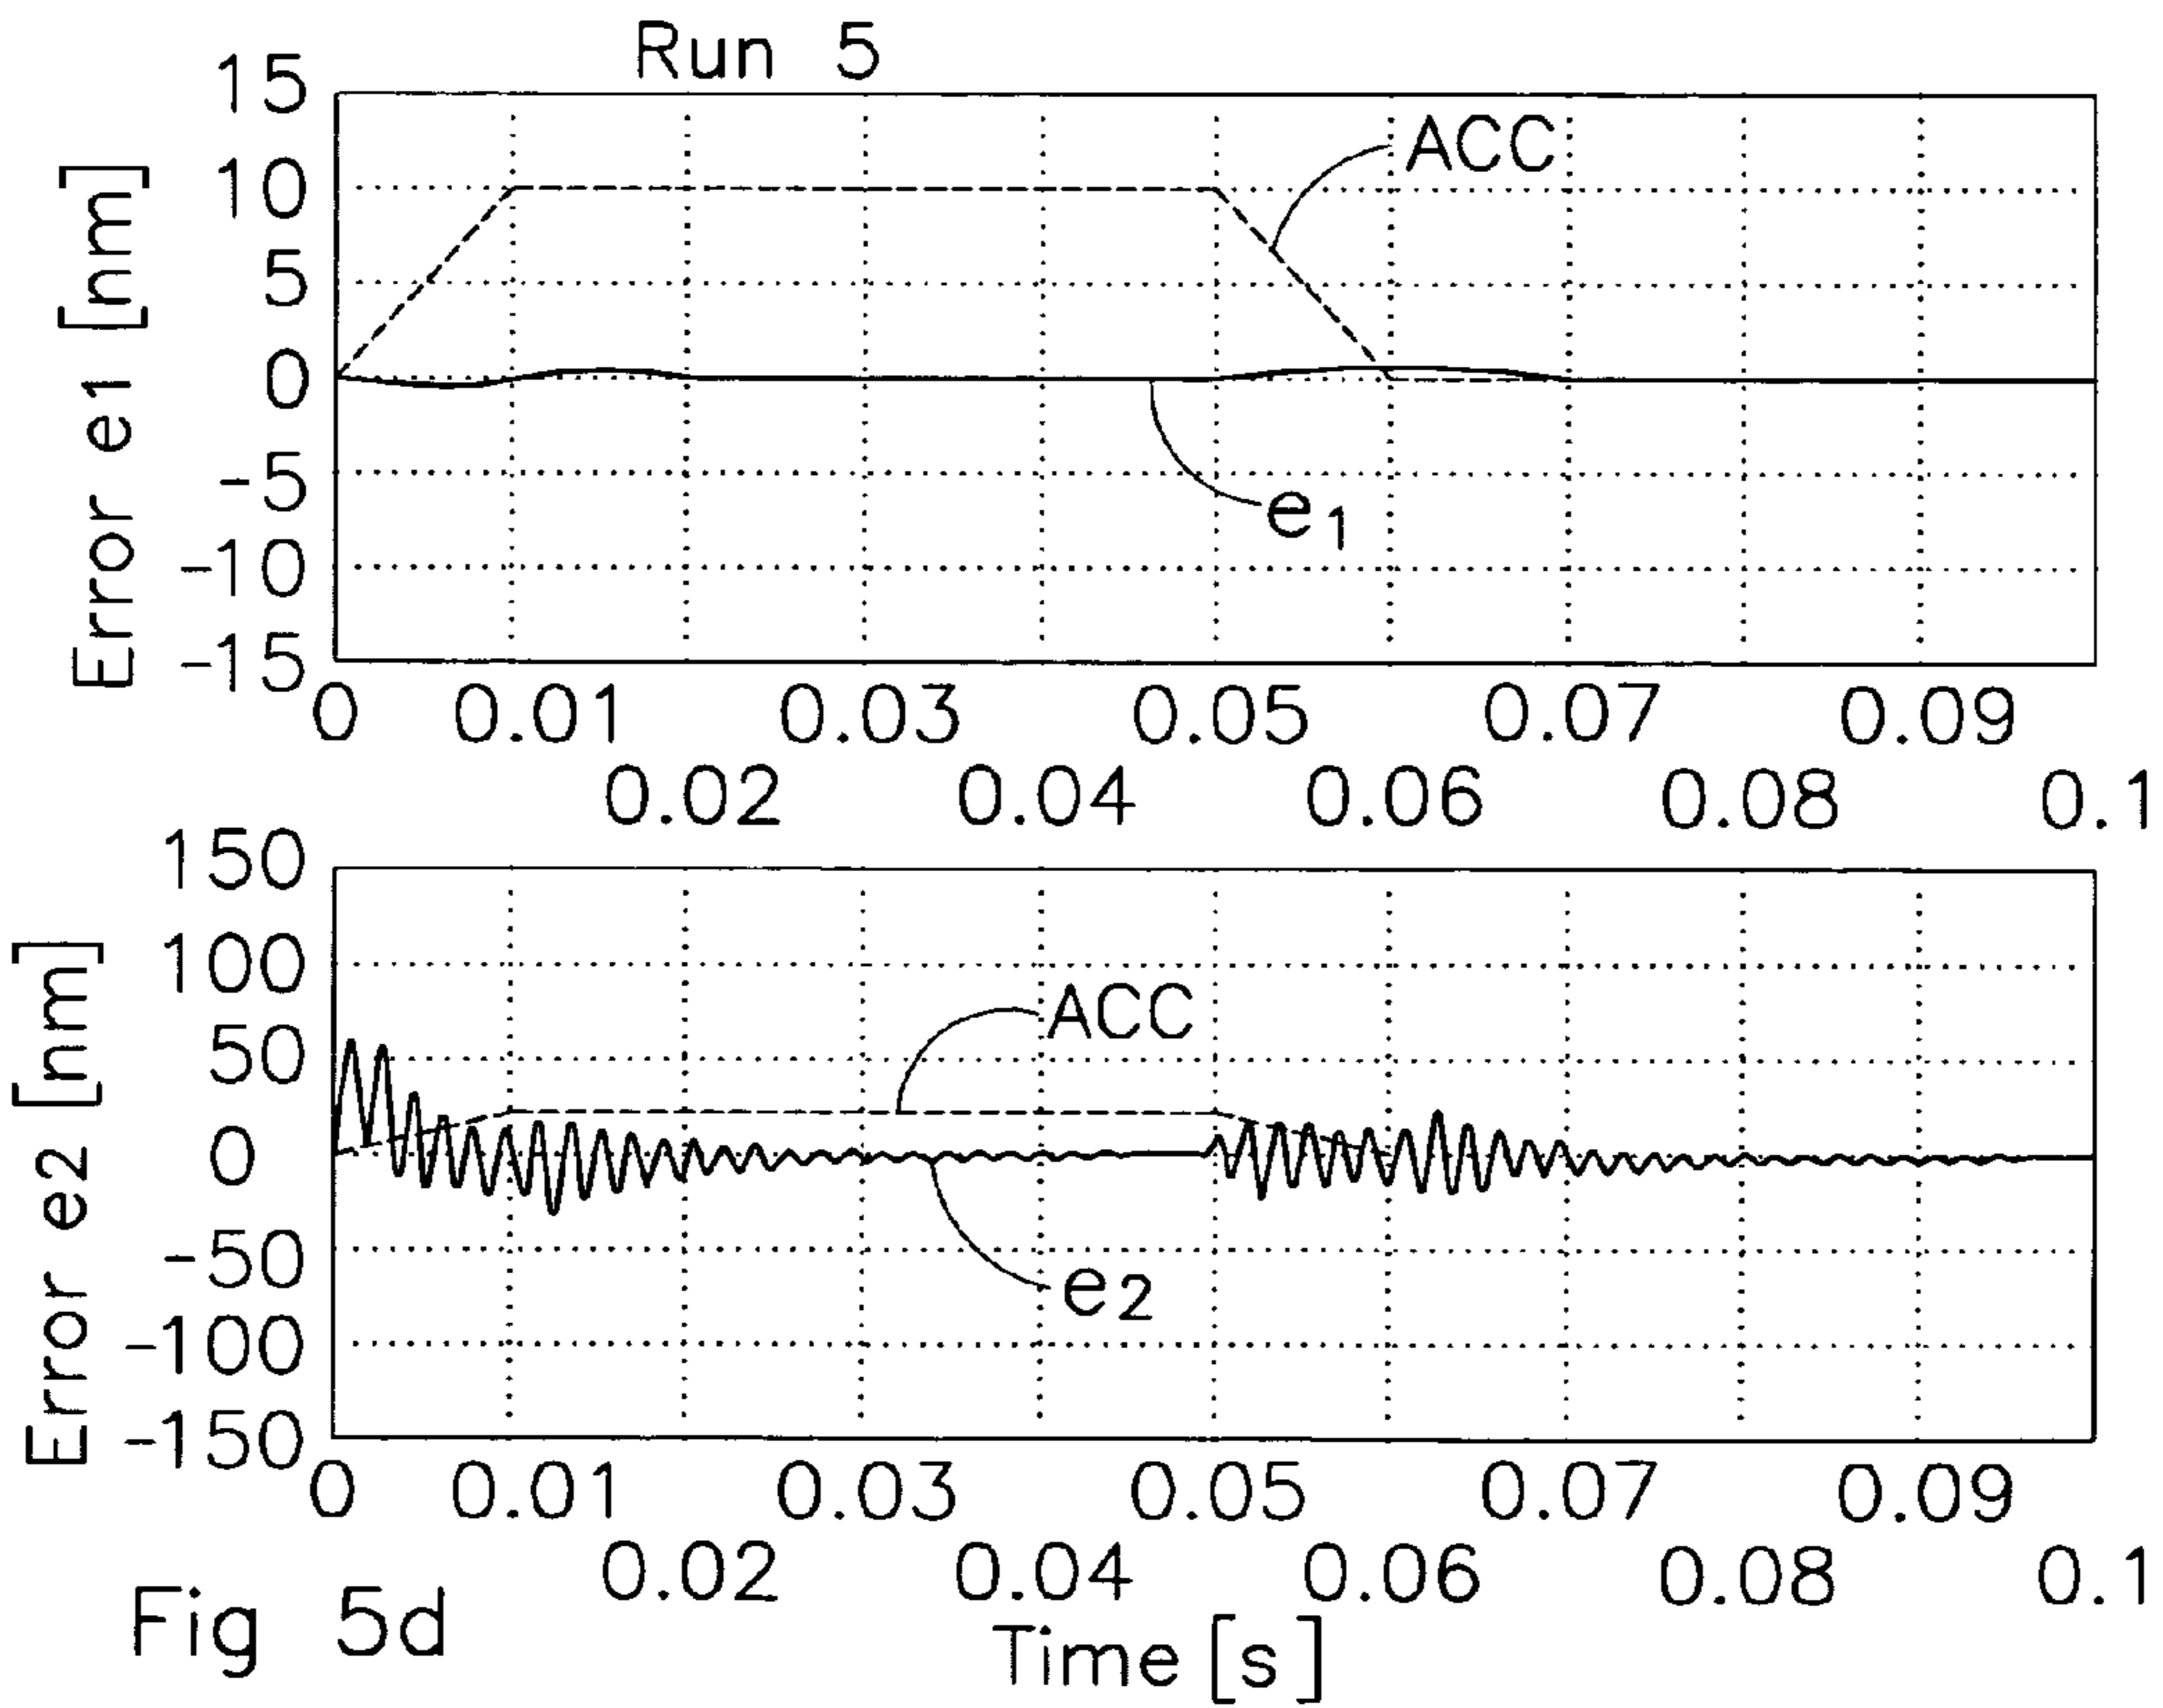 Run 5
Error e1 [nm]
15
10
5
0
-5
-10
-15
ACC
e1
0 0.01 0.03 0.05 0.07 0.09
0.02 0.04 0.06 0.08 0.1
Error e2 [nm]
150
100
50
0
-50
-100
-150
ACC
e2
0 0.01 0.03 0.05 0.07 0.09
0.02 0.04 0.06 0.08 0.1
Time [s]
Fig 5d